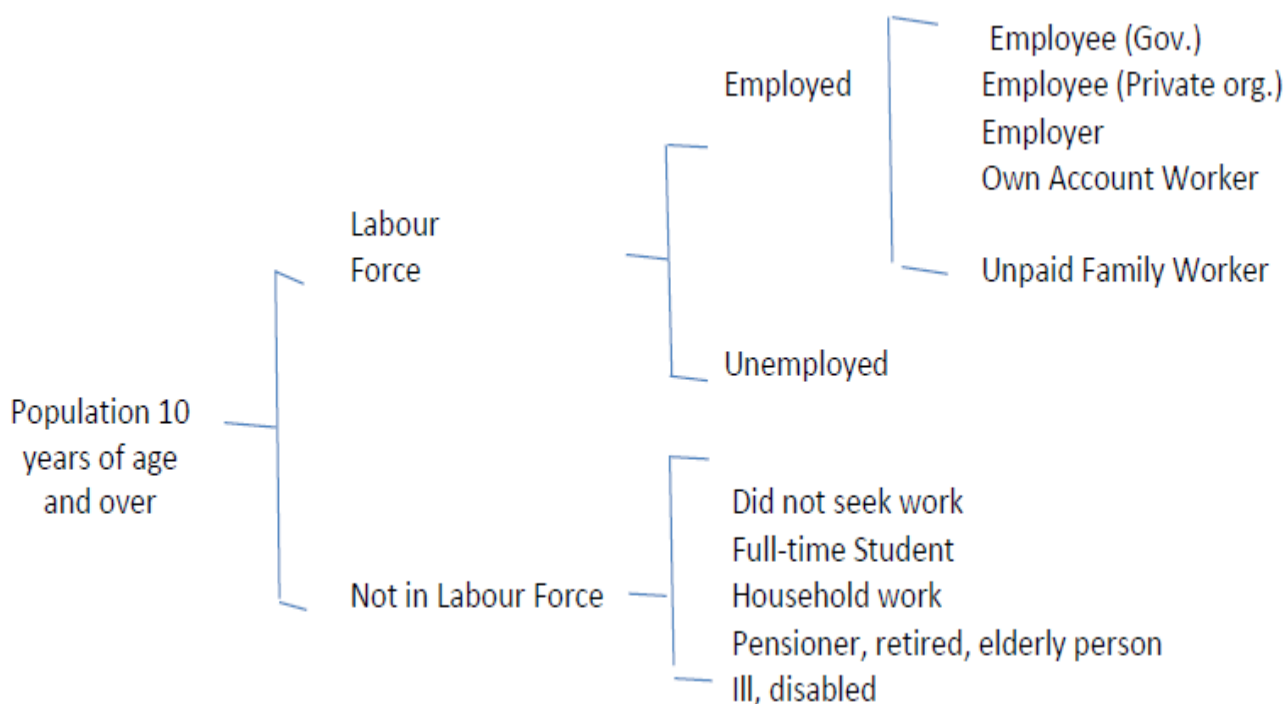 Employee (Gov.)
Employed
Employee (Private org.)
Employer
Own Account Worker
Labour
Force
Unpaid Family Worker
Unemployed
Population 10
years of age
and over
Did not seek work
Full-time Student
Not in Labour Force
Household work
Pensioner, retired, elderly person
Ill, disabled